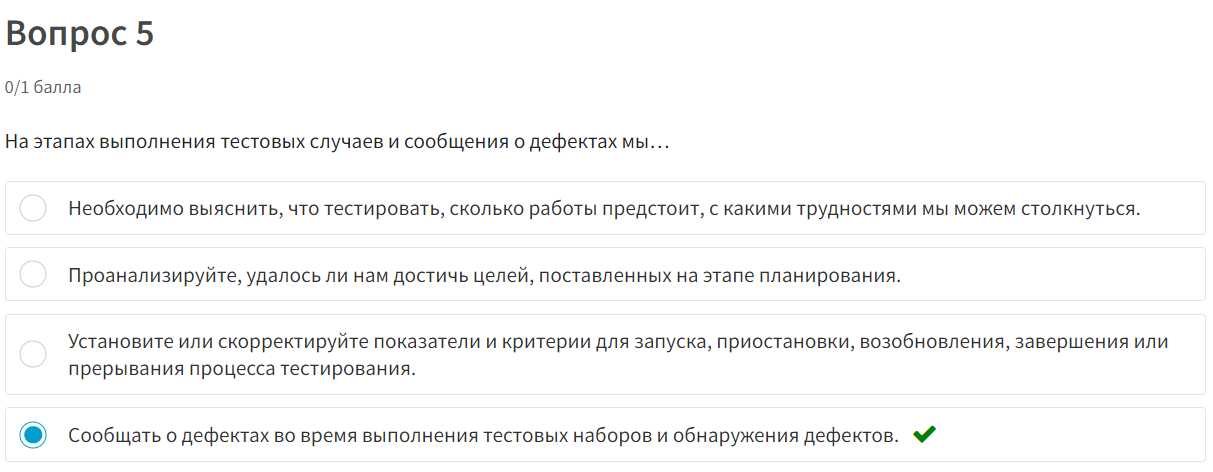 Вопрос 5
0/1 балла
На этапах выполнения тестовых случаев и сообщения о дефектах мы…
Необходимо выяснить, что тестировать, сколько работы предстоит, с какими трудностями мы можем столкнуться.
Проанализируйте, удалось ли нам достичь целей, поставленных на этапе планирования.
Установите или скорректируйте показатели и критерии для запуска, приостановки, возобновления, завершения или
прерывания процесса тестирования.
Сообщать о дефектах во время выполнения тестовых наборов и обнаружения дефектов.